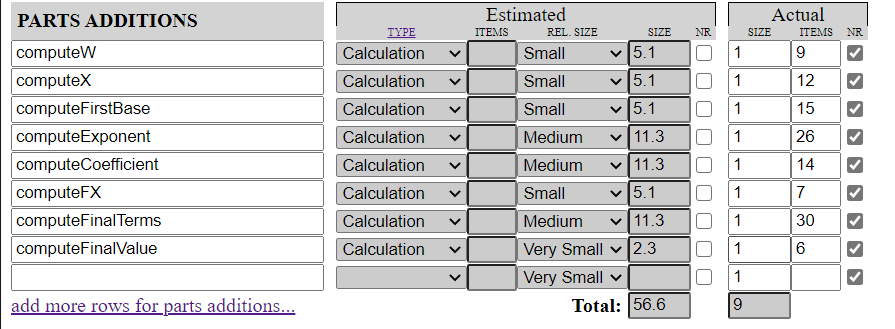 PARTS ADDITIONS Estimated Actual
TYPE ITEMS REL. SIZE SIZE NR SIZE ITEMS NR
computeW Calculation Small 5.1 1 9
computeX Calculation Small 5.1 1 12
computeFirstBase Calculation Small 5.1 1 15
computeExponent Calculation Medium 11.3 1 26
computeCoefficient Calculation Medium 11.3 1 14
computeFX Calculation Small 5.1 1 7
computeFinalTerms Calculation Medium 11.3 1 30
computeFinalValue Calculation Very Small 2.3 1 6
Very Small 1
add more rows for parts additions... Total: 56.6 9